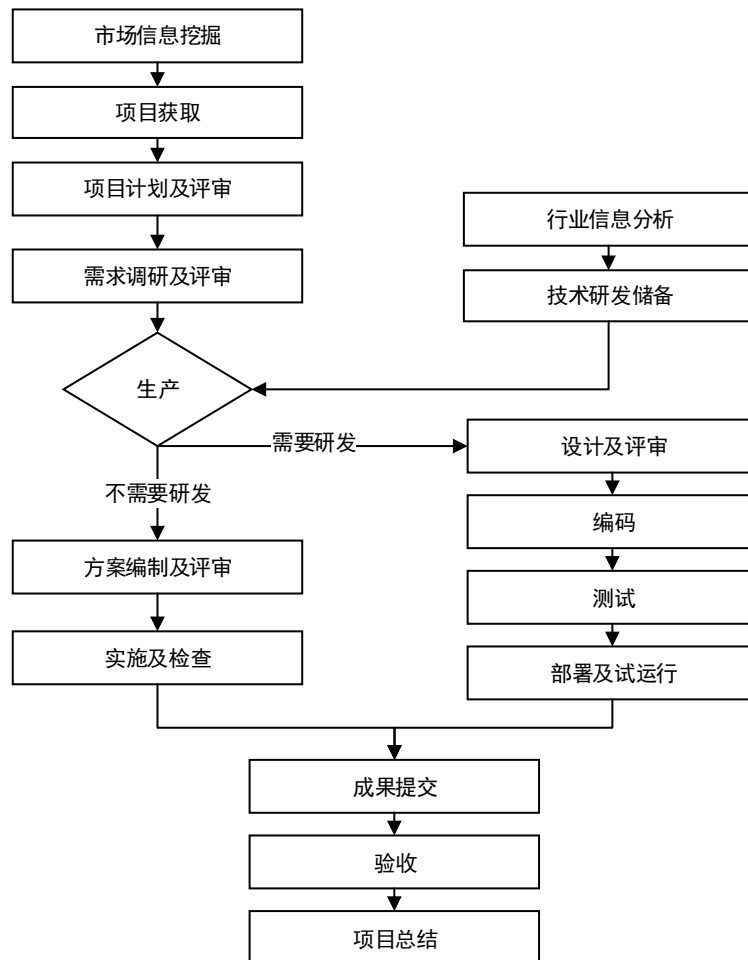 市场信息挖掘
项目获取
项目计划及评审
需求调研及评审
行业信息分析
技术研发储备
生产
需要研发
不需要研发
设计及评审
编码
测试
部署及试运行
方案编制及评审
实施及检查
成果提交
验收
项目总结